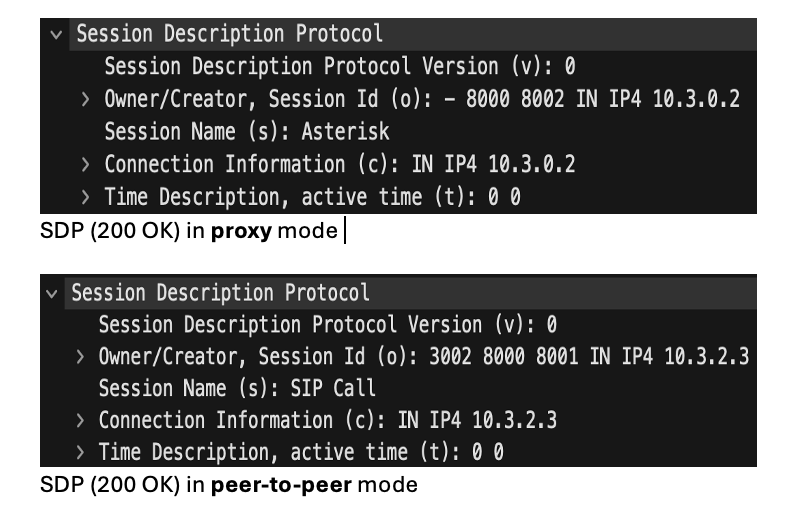 Session Description Protocol
Session Description Protocol Version (v): 0
Owner/Creator, Session Id (o): - 8000 8002 IN IP4 10.3.0.2
Session Name (s): Asterisk
Connection Information (c): IN IP4 10.3.0.2
Time Description, active time (t): 0 0
SDP (200 OK) in proxy mode
Session Description Protocol
Session Description Protocol Version (v): 0
Owner/Creator, Session Id (o): 3002 8000 8001 IN IP4 10.3.2.3
Session Name (s): SIP Call
Connection Information (c): IN IP4 10.3.2.3
Time Description, active time (t): 0 0
SDP (200 OK) in peer-to-peer mode